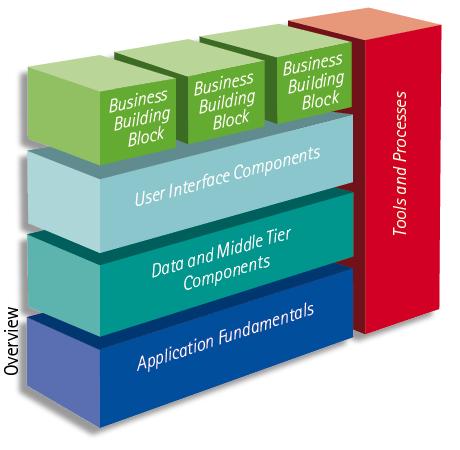 Business
Building
Block
Business
Building
Block
Business
Building
Block
User Interface Components
Data and Middle Tier
Components
Application Fundamentals
Tools and Processes
Overview